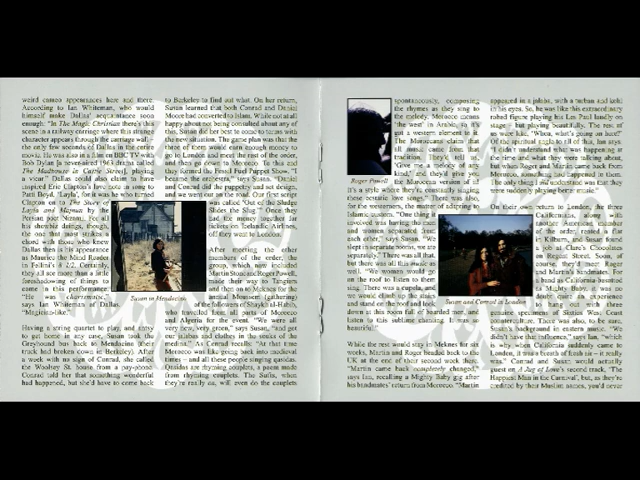 weird cameo appearances here and there.
According to Ian Whiteman, who would
himself make Dallas' acquaintance soon
enough: "In The Magic Christian there's this
scene in a railway carriage where this strange
character appears through the carriage wall -
the only few seconds of Dallas in the entire
movie. He was also in a film on BBC TV with
Bob Dylan [a never-aired 1963 drama called
The Madhouse in Castle Street], playing
a vicar." Dallas could also claim to have
inspired Eric Clapton's love note in song to
Patti Boyd, 'Layla', for it was he who turned
Clapton on to The Story of
Layla and Majnun by the
Persian poet Nizami. For all
his showbiz doings, though,
the one that most strikes a
chord with those who knew
Dallas then is his appearance
as Maurice the Mind Reader
in Fellini's 8 1/2. Certainly,
they all see more than a little
foreshadowing of things to
came in this performance.
"He was charismatic,"
says Ian Whiteman of Dallas.
"Magician-like."
Having a string quartet to play, and
to get home in any case, Susan took the
Greyhound bus back to Mendocino (their
truck had broken down in Berkeley). After
a week with no sign of Conrad, she called
the Woolsey St. house from a pay-phone.
Conrad told her that something wonderful
had happened, but she'd have to come back
to Berkeley to find out what. On her return,
Susan learned that both Conrad and Daniel
Moore had converted to Islam. While not too
happy about not being consulted about any of
this, Susan did her best to come to terms with
the new situation. The game plan was that the
three of them would earn enough money to
go to London and meet the rest of the order,
and then go down to Morocco. To this end
they formed the Fossil Fuel Puppet Show. "I
became the orchestra," says Susan. "Daniel
and Conrad did the puppetry and set design,
and we went out on the road. Our first script
was called 'Out of the Sludge
Slides the Slug.'" Once they
had the money together for
tickets on Icelandic Airlines,
off they went to London.
After meeting the other
members of the order, the
group, which now included
Martin Stone and Roger Powell,
made their way to Tangiers
and then on to Meknes for the
annual Moussem (gathering)
of the followers of Shaykh al-Habib,
who travelled from all parts of Morocco
and Algeria for the event. "We were all
very new, very green," says Susan, "and got
our jilabas and clothes in the souks of the
medina." As Conrad recalls: "At that time
Morocco was like going back into medieval
times – and all these people singing qasidas.
Qasidas are rhyming couplets, a poem made
from rhyming couplets. The Sufis, when
they're really on, will even do the couplets
Susan in Mendocino
Roger Powell
spontaneously, composing
the rhymes as they sing to
the melody. Morocco means
'the west' in Arabic, so it's
got a western element to it.
The Moroccans claim that
all music came from their
tradition. They'll tell us,
'Give me a melody of any
kind,' and they'll give you
the Moroccan version of it!
It's a style where they're constantly singing
these ecstatic love songs." There was also,
for the westerners, the matter of adapting to
Islamic customs. "One thing
involved was having the men
and women separated from
each other," says Susan, "We
slept in separate rooms, we ate
separately." There was all that,
but there was all this music as
well. "We women would go
on the roof to listen to them
sing. There was cupola, and
we would climb up the stairs
and stand on the roof and look
down at this room full of bearded men, and
listen to this sublime chanting – it was
beautiful!"
While the rest would stay in Meknes for six
weeks, Martin and Roger headed back to the
UK at the end of their second week there.
"Martin came back completely changed,"
says Ian, recalling a Mighty Baby gig after
his bandmates' return from Morocco. "Martin
appeared in a jilaba, with a turban and kohl
in his eyes. So, he was like this extraordinary
robed figure playing his Les Paul loudly on
stage - but playing beautifully. The rest of
us were like, 'Whoa, what's going on here?'
Of the spiritual angle to all of this, Ian says,
"I didn't understand what was happening at
the time and what they were talking about,
but when Roger and Martin came back from
Morocco, something had happened to them.
The only thing I did understand was that they
were playing better music."
On their return to London, the three
Californians, along with
another American member of
the order, rented a flat
in Kilburn, and Susan found
a job at Claro's Chocolates
on Regent Street. Soon, of
course, they'd meet Roger
and Martin's bandmates. For
a band as California-besotted
as Mighty Baby, it was no
doubt quite an experience
to hang out with three
genuine specimens of Sixties West Coast
counterculture. There was also, to be sure,
Susan's background in eastern music. "We
didn't have that influence," says Ian, "which
is why when California suddenly came to
London, it was a breath of fresh air – it really
was." Conrad and Susan would actually
guest on A Jug of Love's second track, 'The
Happiest Man in the Carnival', but, as they're
credited by their Muslim names, you'd never
Susan and Conrad in London